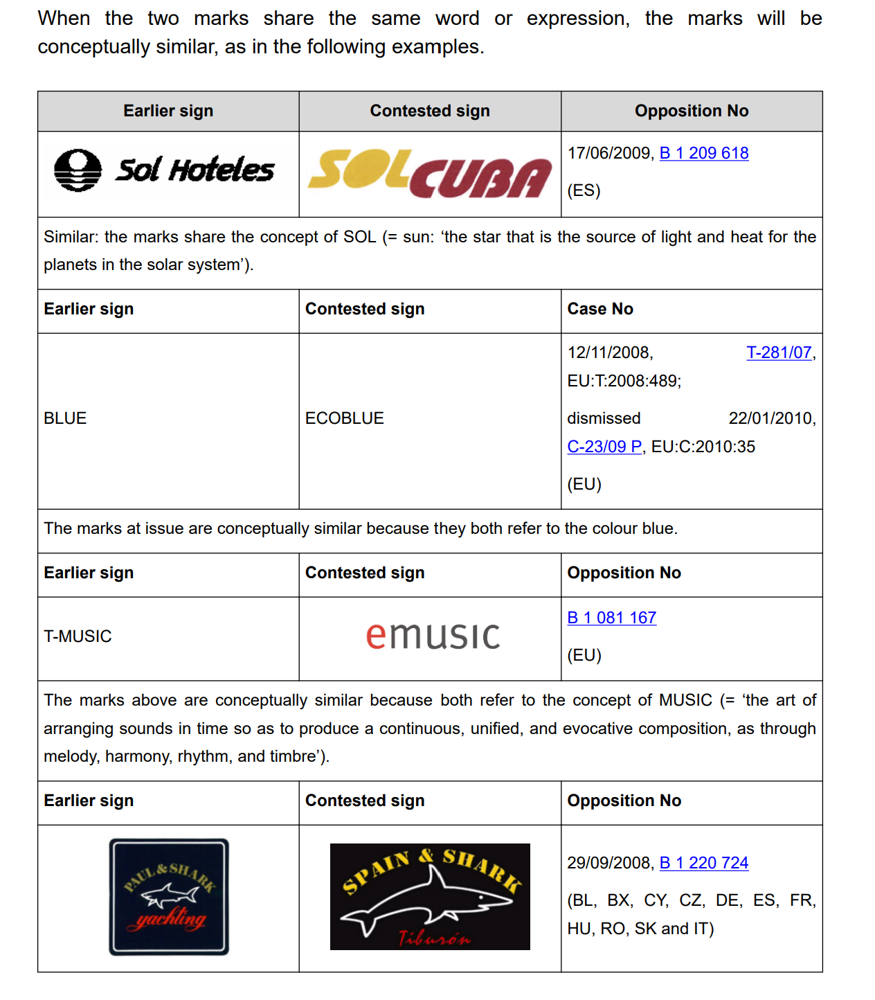 When the two marks share the same word or expression, the marks will be
conceptually similar, as in the following examples.
Earlier sign
Contested sign
Opposition No
Sol Hoteles
SOLCUBA
17/06/2009, B 1 209 618
(ES)
Similar: the marks share the concept of SOL (= sun: ‘the star that is the source of light and heat for the
planets in the solar system’).
Earlier sign
Contested sign
Case No
BLUE
ECOBLUE
12/11/2008, T-281/07,
EU:T:2008:489;
dismissed 22/01/2010,
C-23/09 P, EU:C:2010:35
(EU)
The marks at issue are conceptually similar because they both refer to the colour blue.
Earlier sign
Contested sign
Opposition No
T-MUSIC
emusic
B 1 081 167
(EU)
The marks above are conceptually similar because both refer to the concept of MUSIC (= ‘the art of
arranging sounds in time so as to produce a continuous, unified, and evocative composition, as through
melody, harmony, rhythm, and timbre’).
Earlier sign
Contested sign
Opposition No
PAUL & SHARK
yachting
SPAIN & SHARK
Tiburón
29/09/2008, B 1 220 724
(BL, BX, CY, CZ, DE, ES, FR,
HU, RO, SK and IT)